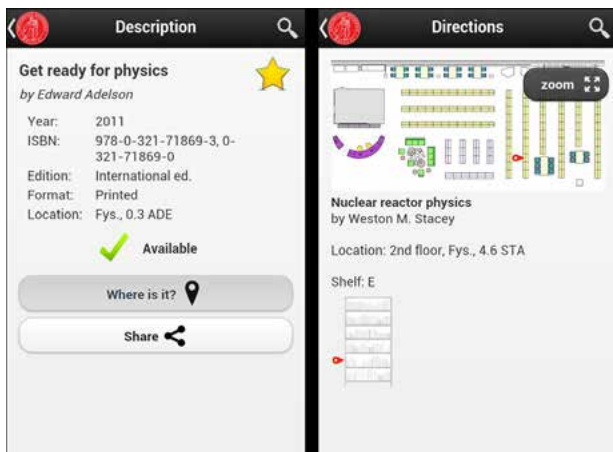 Description
Get ready for physics
by Edward Adelson
Year: 2011
ISBN: 978-0-321-71869-3, 0-
321-71869-0
Edition: International ed.
Format: Printed
Location: Fys., 0.3 ADE
Available
Where is it?
Share
Directions
zoom
Nuclear reactor physics
by Weston M. Stacey
Location: 2nd floor, Fys., 4.6 STA
Shelf: E